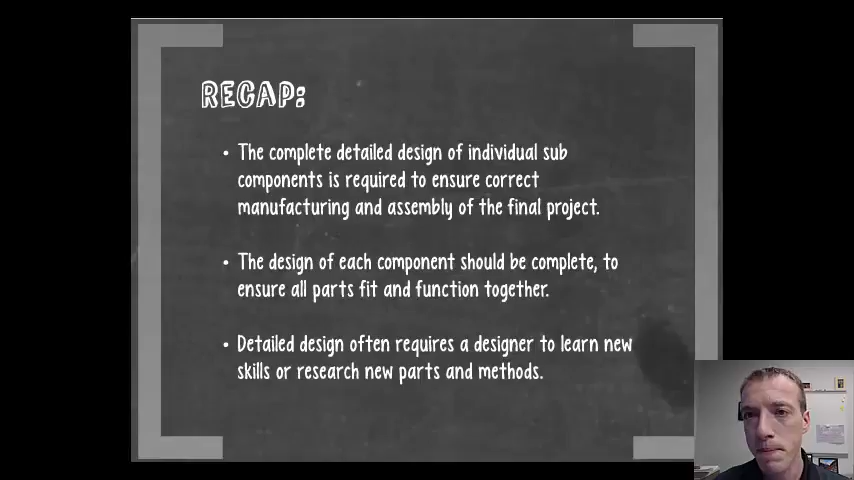 RECAP:
• The complete detailed design of individual sub
components is required to ensure correct
manufacturing and assembly of the final project.
• The design of each component should be complete, to
ensure all parts fit and function together.
• Detailed design often requires a designer to learn new
skills or research new parts and methods.